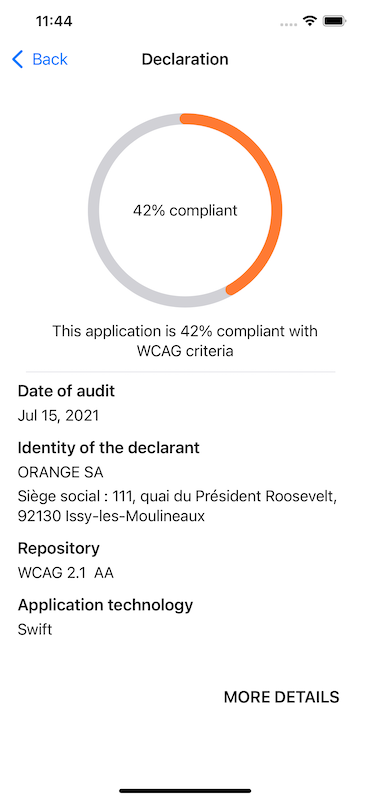 11:44
Back
Declaration
42% compliant
This application is 42% compliant with
WCAG criteria
Date of audit
Jul 15, 2021
Identity of the declarant
ORANGE SA
Siège social : 111, quai du Président Roosevelt,
92130 Issy-les-Moulineaux
Repository
WCAG 2.1  AA
Application technology
Swift
MORE DETAILS